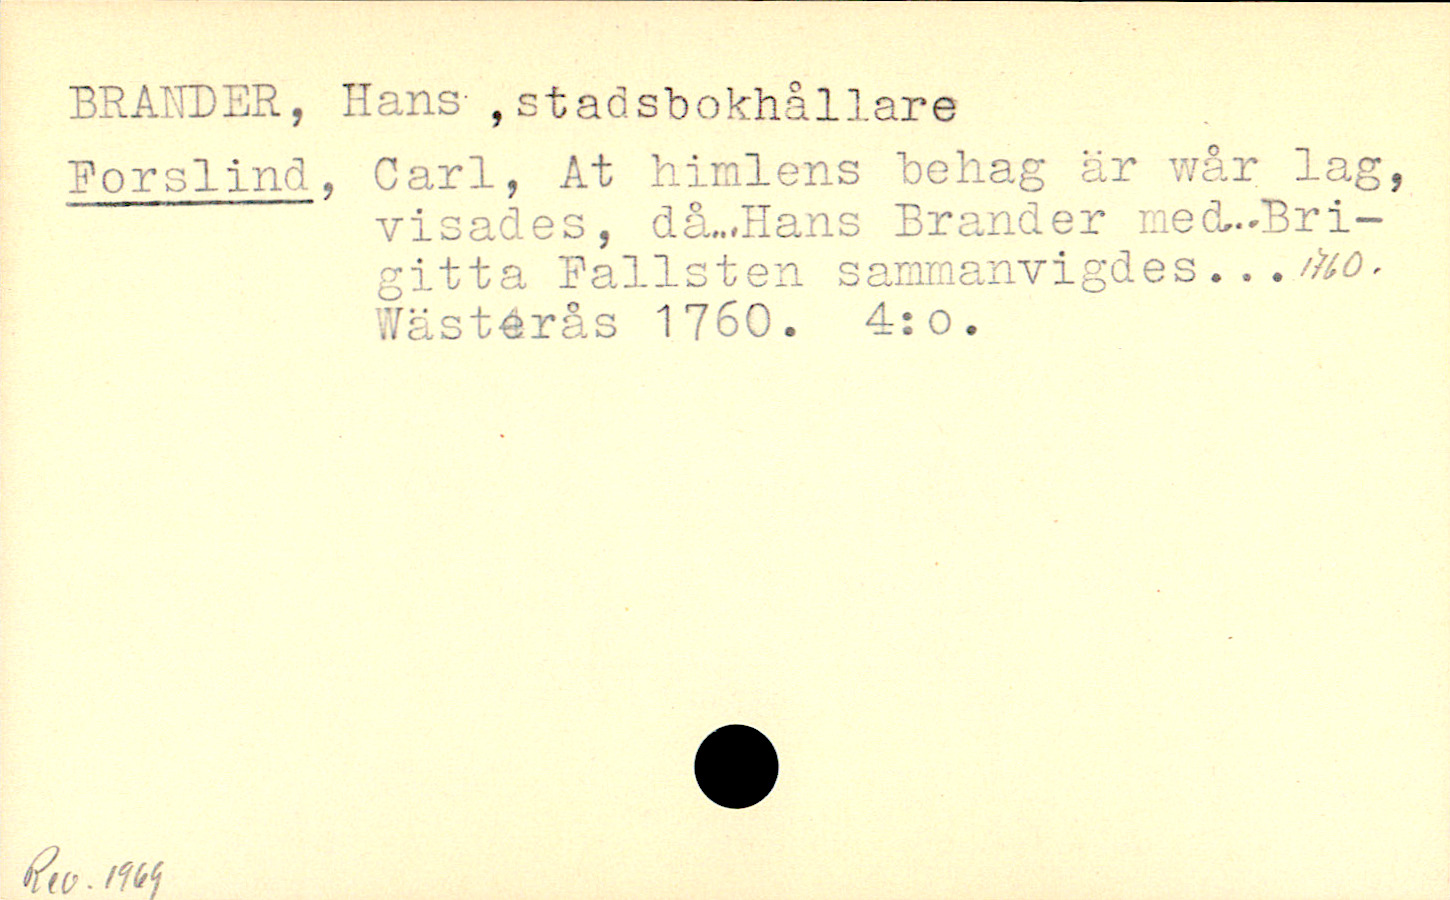 BRANDER, Hans ,stadsbokhållare
Forslind, Carl, At himlens behag är wår lag,
visades, då...Hans Brander med...Bri-
gitta Fallsten sammanvigdes... 1760.
Wästerås 1760. 4:o.
Rev. 1969